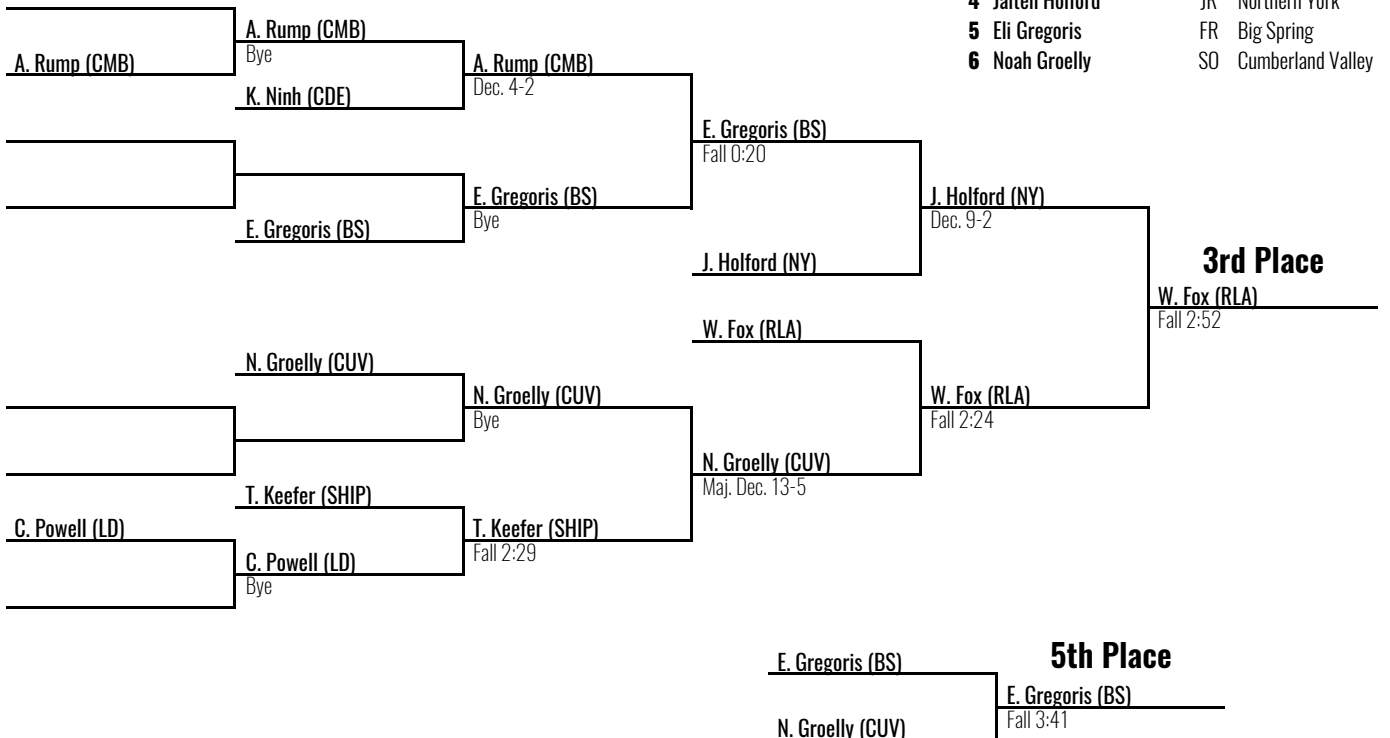 4 Jaiten Holford JR Northern York
5 Eli Gregoris FR Big Spring
6 Noah Groelly SO Cumberland Valley
A. Rump (CMB)
A. Rump (CMB)
Bye
K. Ninh (CDE)
A. Rump (CMB)
Dec. 4-2
E. Gregoris (BS)
E. Gregoris (BS)
Bye
E. Gregoris (BS)
Fall 0:20
J. Holford (NY)
J. Holford (NY)
Dec. 9-2
3rd Place
W. Fox (RLA)
Fall 2:52
W. Fox (RLA)
W. Fox (RLA)
Fall 2:24
N. Groelly (CUV)
N. Groelly (CUV)
Bye
N. Groelly (CUV)
Maj. Dec. 13-5
T. Keefer (SHIP)
T. Keefer (SHIP)
Fall 2:29
C. Powell (LD)
C. Powell (LD)
Bye
5th Place
E. Gregoris (BS)
E. Gregoris (BS)
Fall 3:41
N. Groelly (CUV)